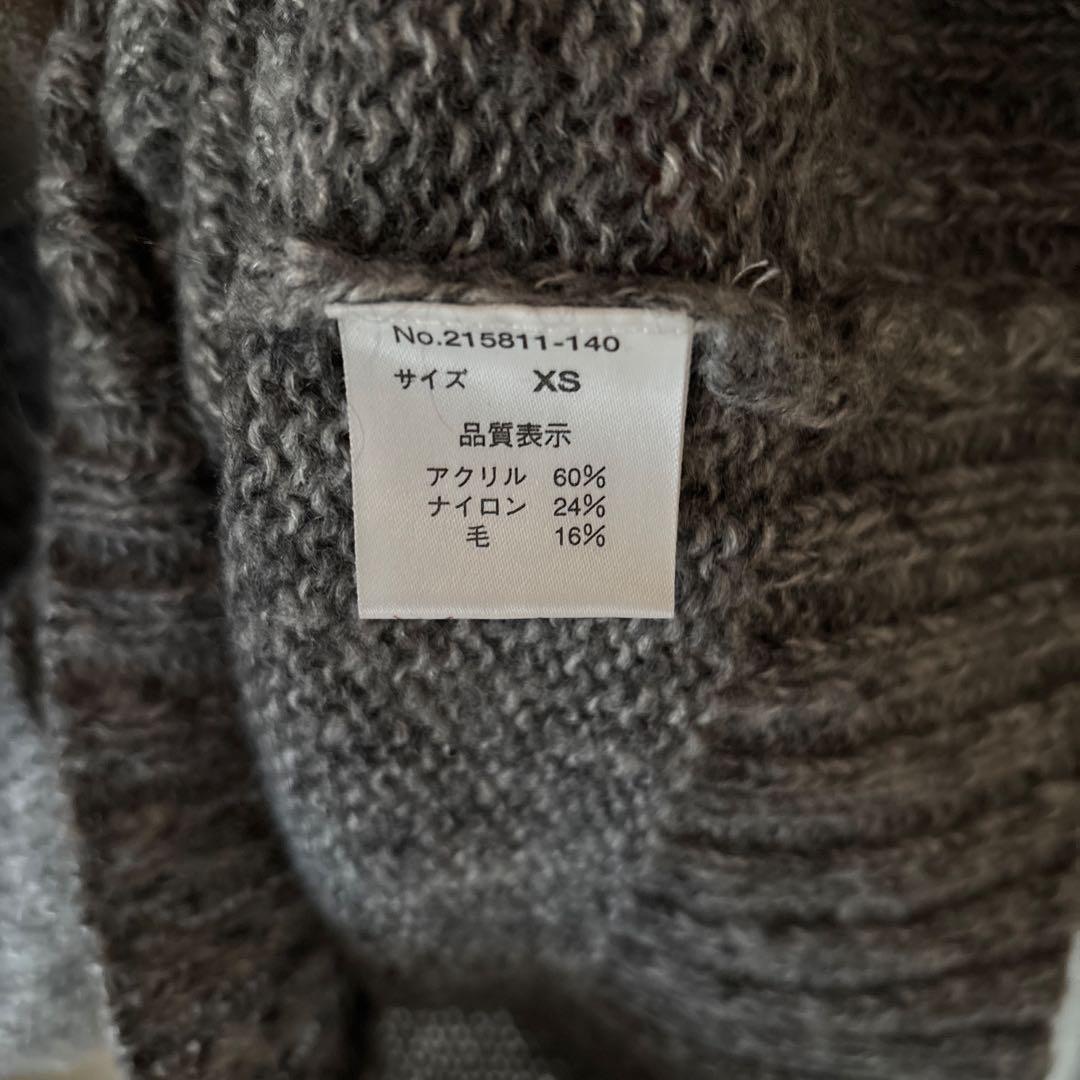 No.215811-140
サイズ XS
品質表示
アクリル 60%
ナイロン 24%
毛 16%